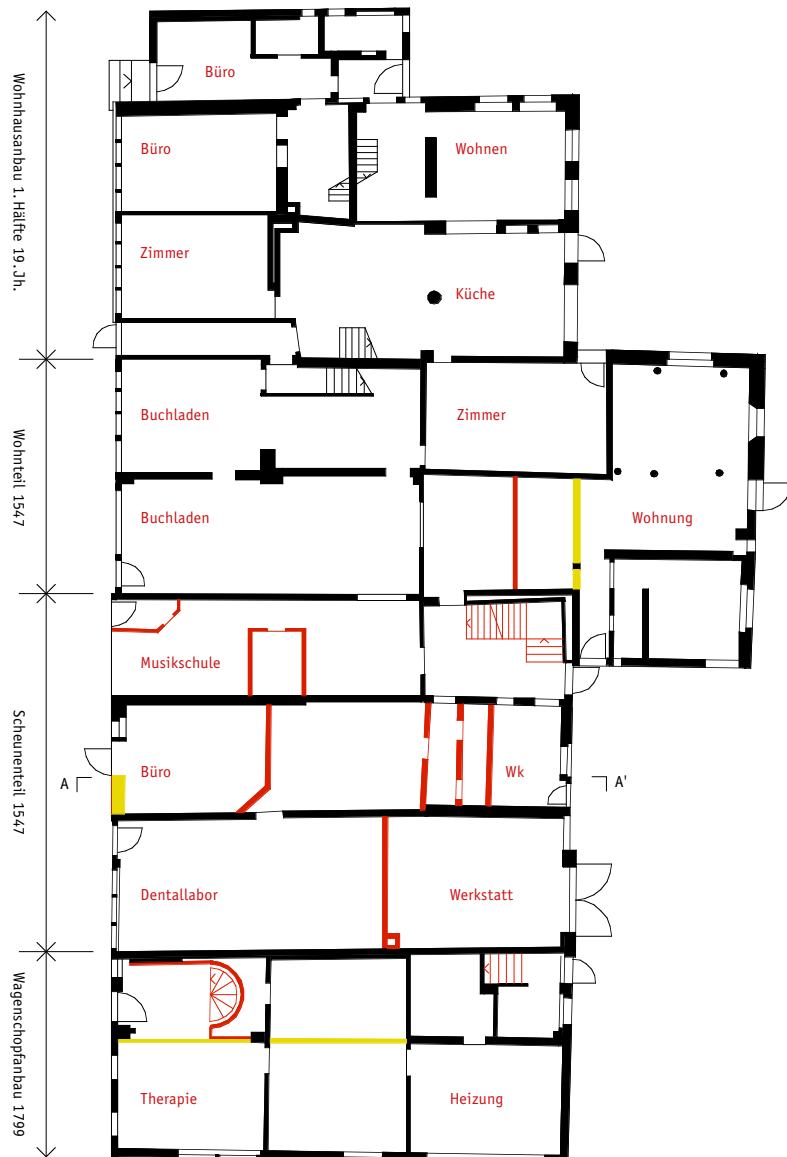 Wohnhausanbau 1. Hälfte 19. Jh.
Wohnteil 1547
Scheunenteil 1547
Wagenschopfanbau 1799
Büro
Büro
Wohnen
Zimmer
Küche
Buchladen
Zimmer
Buchladen
Wohnung
Musikschule
Büro
Wk
A
A'
Dentallabor
Werkstatt
Therapie
Heizung